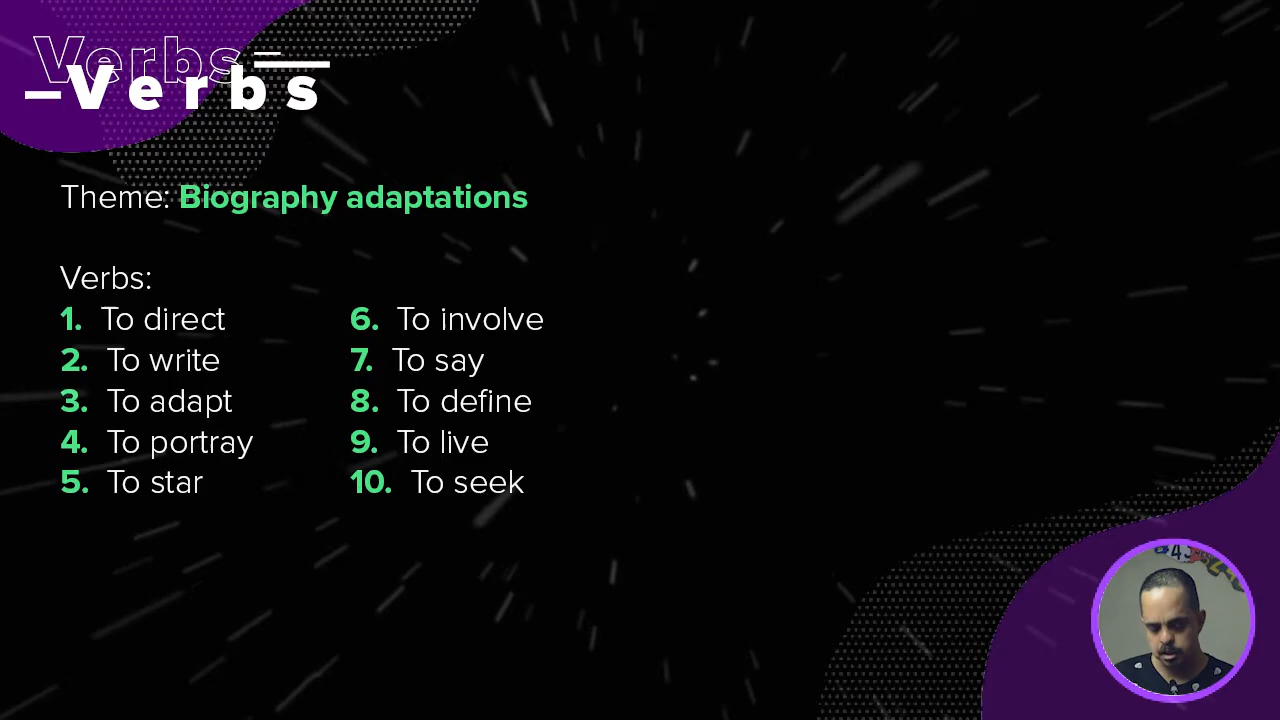 Verbs
Verbs
Theme: Biography adaptations
Verbs:
1. To direct
2. To write
3. To adapt
4. To portray
5. To star
6. To involve
7. To say
8. To define
9. To live
10. To seek